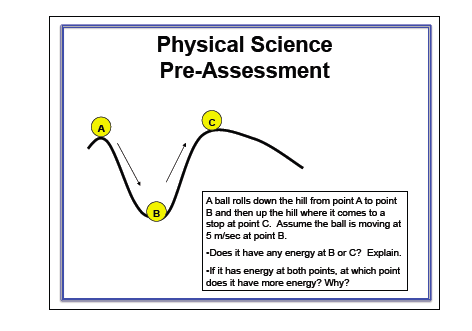 Physical Science
Pre-Assessment
A
C
B
A ball rolls down the hill from point A to point
B and then up the hill where it comes to a
stop at point C.  Assume the ball is moving at
5 m/sec at point B.
•Does it have any energy at B or C?  Explain.
•If it has energy at both points, at which point
does it have more energy? Why?